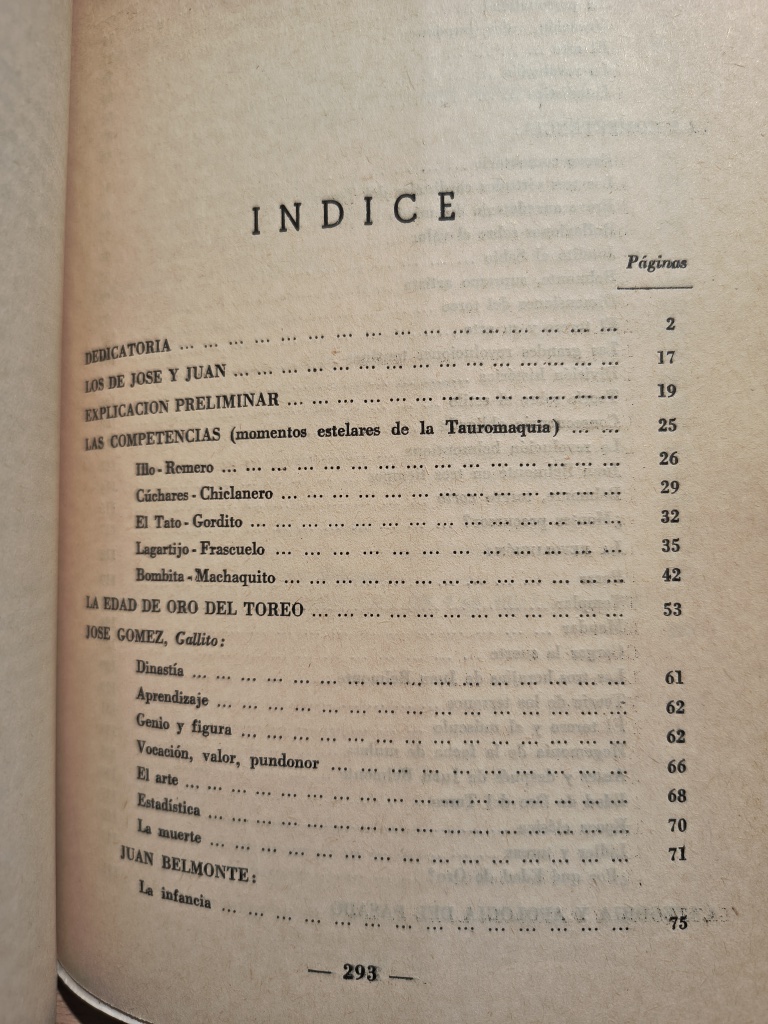 INDICE
Páginas
DEDICATORIA ... ... ... ... ... ... ... ... ... ... ... ... ... ... ... ... 2
LOS DE JOSE Y JUAN ... ... ... ... ... ... ... ... ... ... ... ... ... ... 17
EXPLICACION PRELIMINAR ... ... ... ... ... ... ... ... ... ... ... ... 19
LAS COMPETENCIAS (momentos estelares de la Tauromaquia) ... ... 25
Illo-Romero ... ... ... ... ... ... ... ... ... ... ... ... ... ... 26
Cúchares-Chiclanero ... ... ... ... ... ... ... ... ... ... ... ... 29
El Tato-Gordito ... ... ... ... ... ... ... ... ... ... ... ... ... 32
Lagartijo-Frascuelo ... ... ... ... ... ... ... ... ... ... ... ... 35
Bombita-Machaquito ... ... ... ... ... ... ... ... ... ... ... ... 42
LA EDAD DE ORO DEL TOREO ... ... ... ... ... ... ... ... ... ... ... 53
JOSE GOMEZ, Gallito:
Dinastía ... ... ... ... ... ... ... ... ... ... ... ... ... ... ... 61
Aprendizaje ... ... ... ... ... ... ... ... ... ... ... ... ... ... 62
Genio y figura ... ... ... ... ... ... ... ... ... ... ... ... ... 62
Vocación, valor, pundonor ... ... ... ... ... ... ... ... ... ... 66
El arte ... ... ... ... ... ... ... ... ... ... ... ... ... ... ... 68
Estadística ... ... ... ... ... ... ... ... ... ... ... ... ... ... 70
La muerte ... ... ... ... ... ... ... ... ... ... ... ... ... ... 71
JUAN BELMONTE:
La infancia ... ... ... ... ... ... ... ... ... ... ... ... ... ... 75
— 293 —